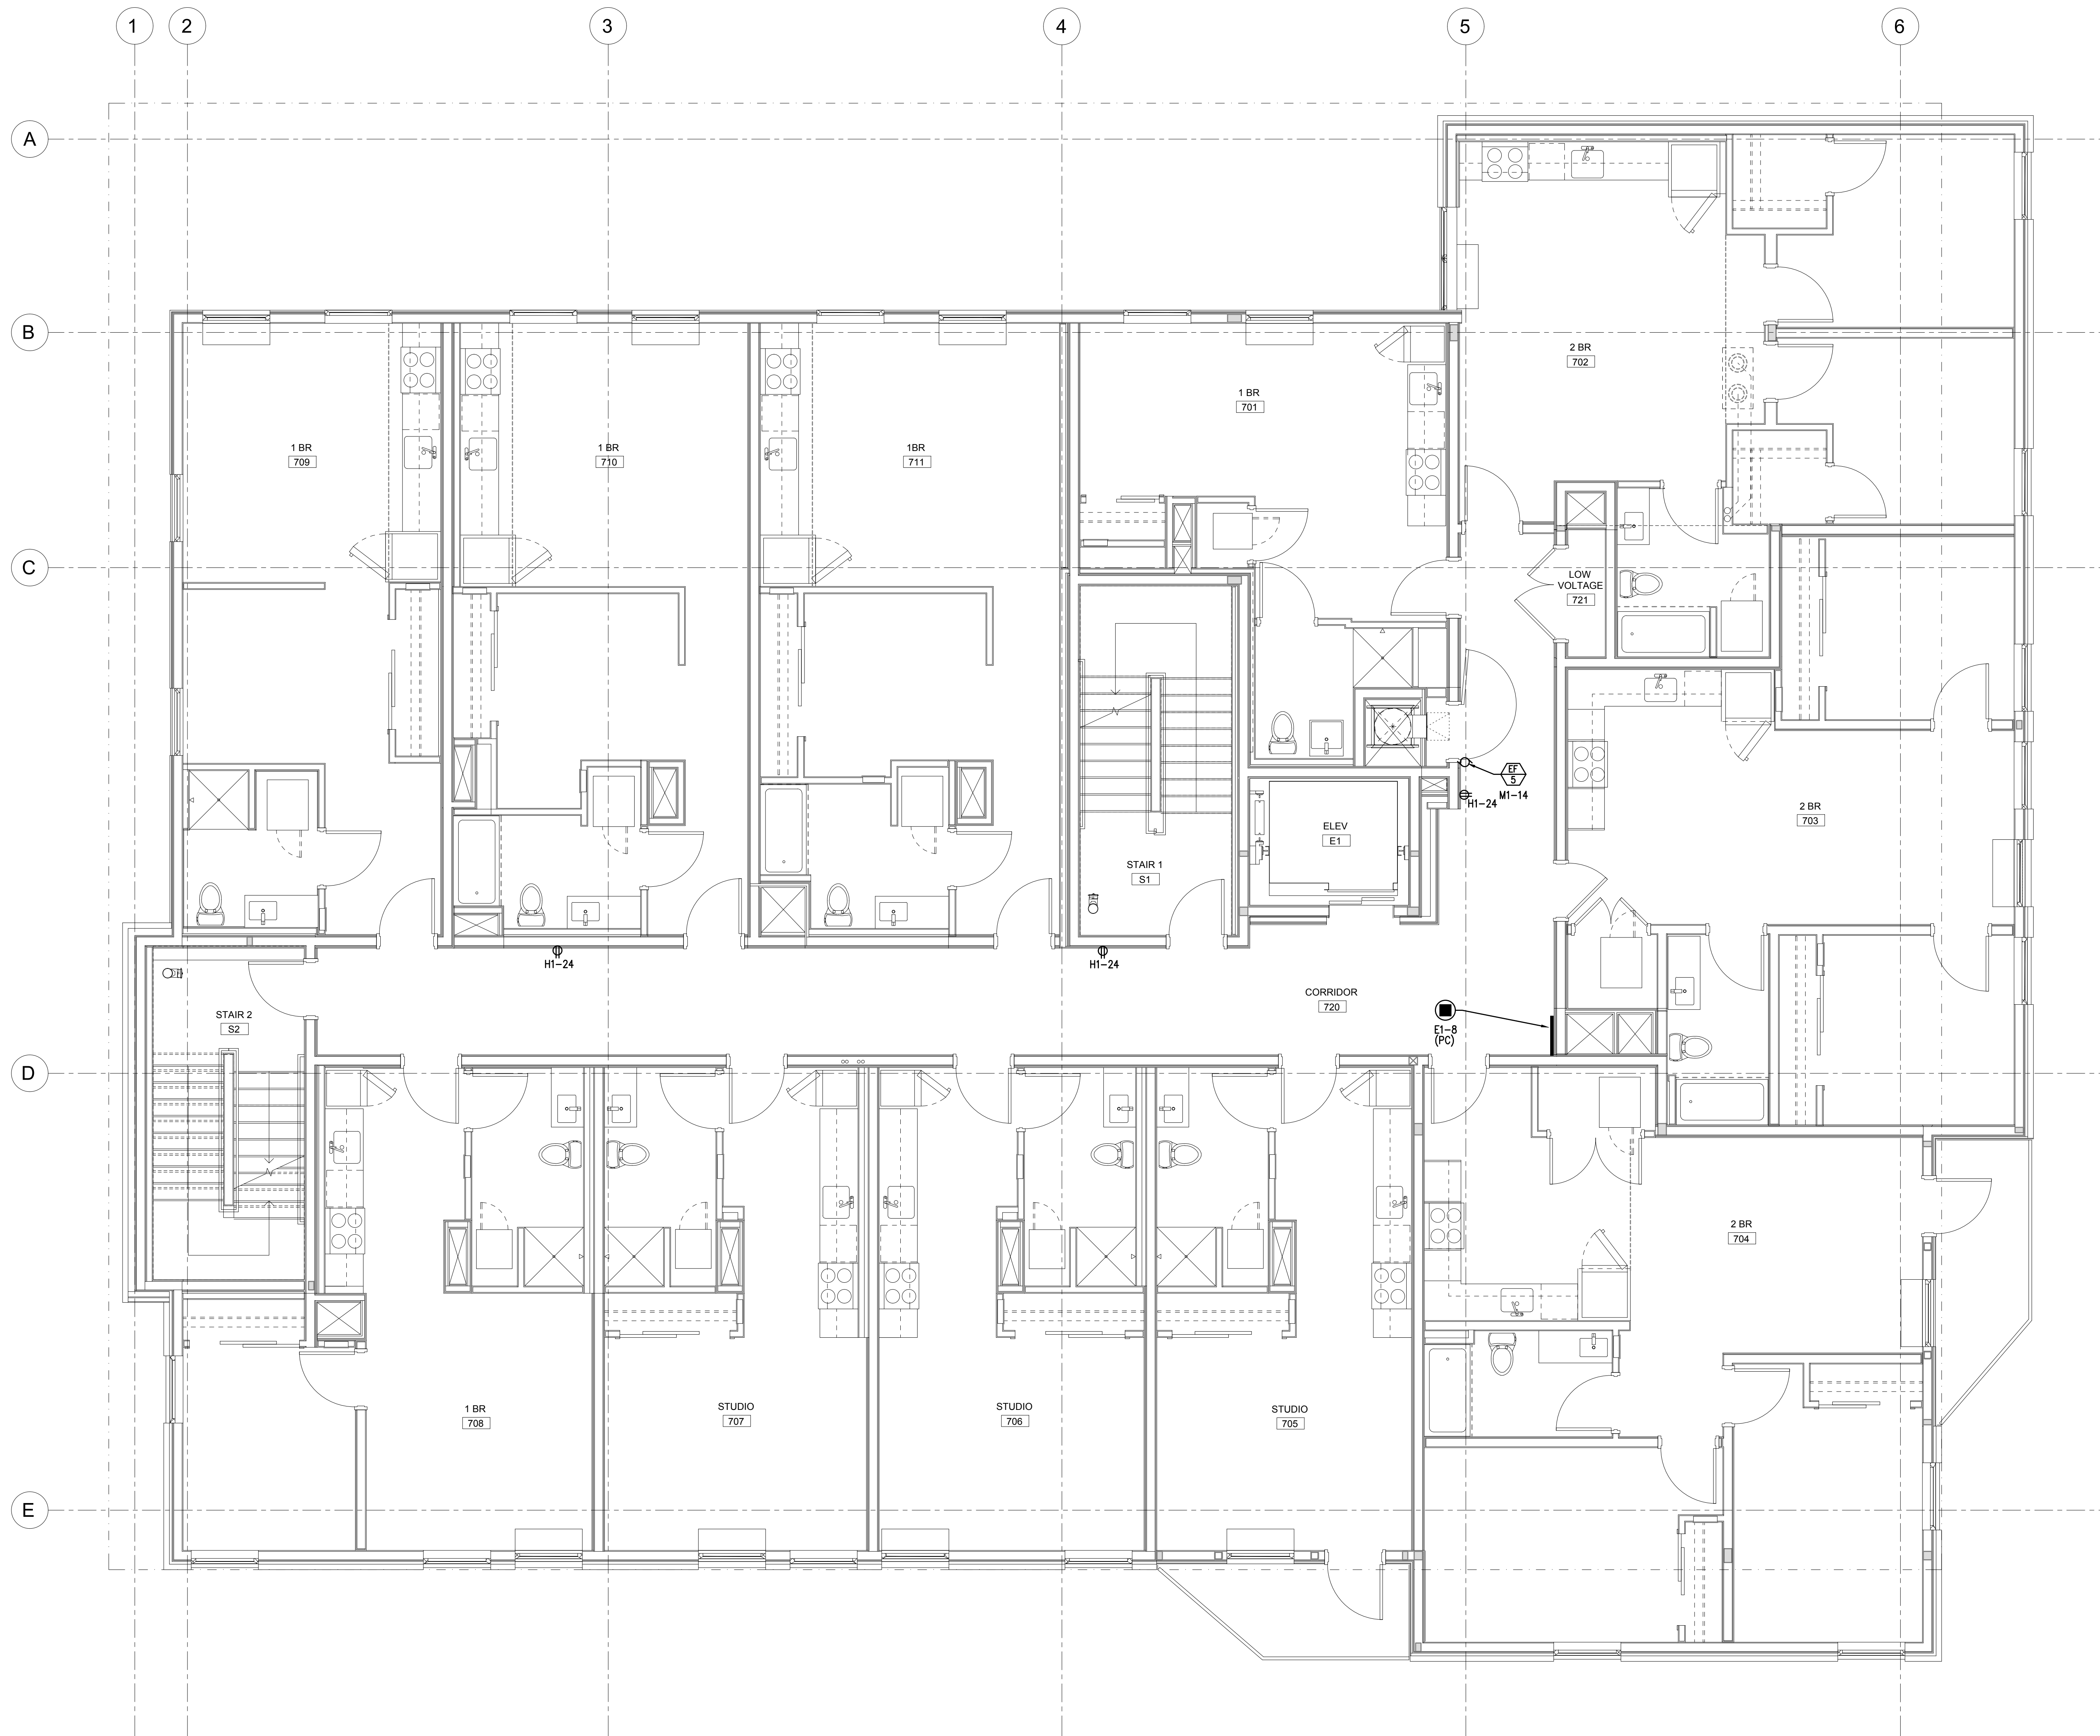 1 2 3 4 5 6
A
B
2 BR
702
1 BR
701
1 BR
709
1 BR
710
1BR
711
C
LOW
VOLTAGE
721
EF
5
M1-14
H1-24
2 BR
703
ELEV
E1
STAIR 1
S1
H1-24
H1-24
CORRIDOR
720
STAIR 2
S2
E1-8
(PC)
D
2 BR
704
1 BR
708
STUDIO
707
STUDIO
706
STUDIO
705
E